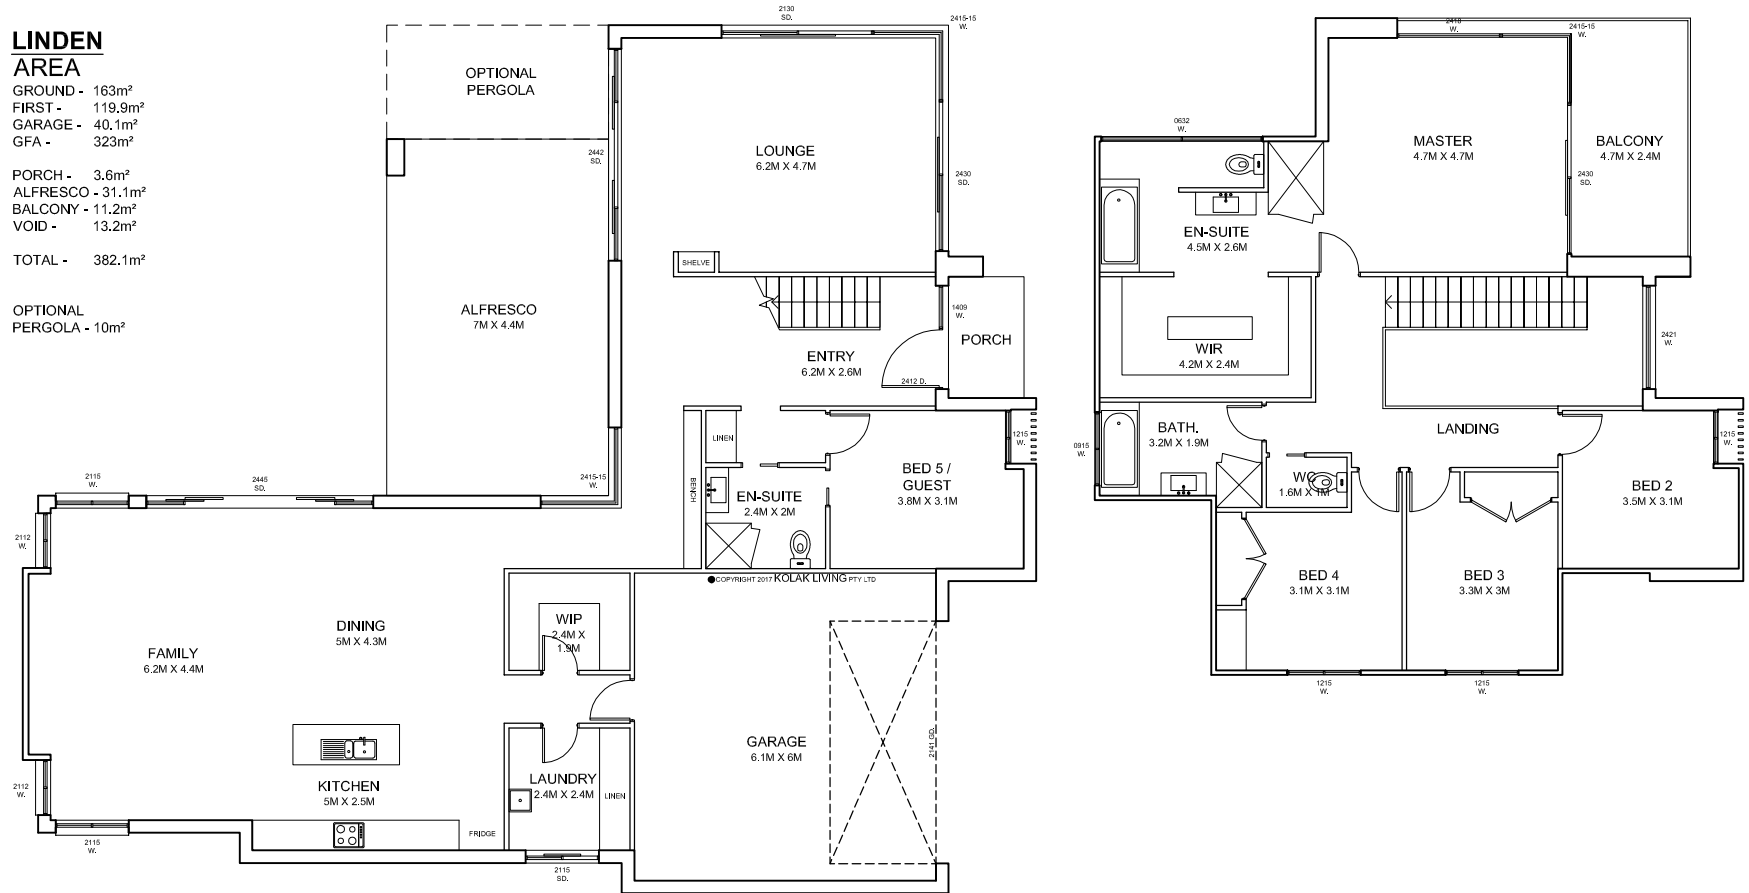 LINDEN
AREA
GROUND - 163m²
FIRST - 119.9m²
GARAGE - 40.1m²
GFA - 323m²
PORCH - 3.6m²
ALFRESCO - 31.1m²
BALCONY - 11.2m²
VOID - 13.2m²
TOTAL - 382.1m²
OPTIONAL
PERGOLA - 10m²
OPTIONAL
PERGOLA
2130
SD.
2415-15
W.
LOUNGE
6.2M X 4.7M
2442
SD.
2430
SD.
SHELVE
ALFRESCO
7M X 4.4M
1409
W.
PORCH
ENTRY
6.2M X 2.6M
2412 D.
LINEN
1215
W.
BED 5 /
GUEST
3.8M X 3.1M
BENCH
EN-SUITE
2.4M X 2M
2115
W.
2445
SD.
2415-15
W.
2112
W.
COPYRIGHT 2017 KOLAK LIVING PTY LTD
WIP
2.4M X
1.9M
DINING
5M X 4.3M
FAMILY
6.2M X 4.4M
GARAGE
6.1M X 6M
2141 GD.
KITCHEN
5M X 2.5M
LAUNDRY
2.4M X 2.4M
LINEN
2112
W.
FRIDGE
2115
W.
2115
SD.
2418
W.
2415-15
W.
0632
W.
MASTER
4.7M X 4.7M
BALCONY
4.7M X 2.4M
2430
SD.
EN-SUITE
4.5M X 2.6M
WIR
4.2M X 2.4M
2421
W.
BATH.
3.2M X 1.9M
0915
W.
LANDING
1215
W.
WC
1.6M X 1M
BED 2
3.5M X 3.1M
BED 4
3.1M X 3.1M
BED 3
3.3M X 3M
1215
W.
1215
W.